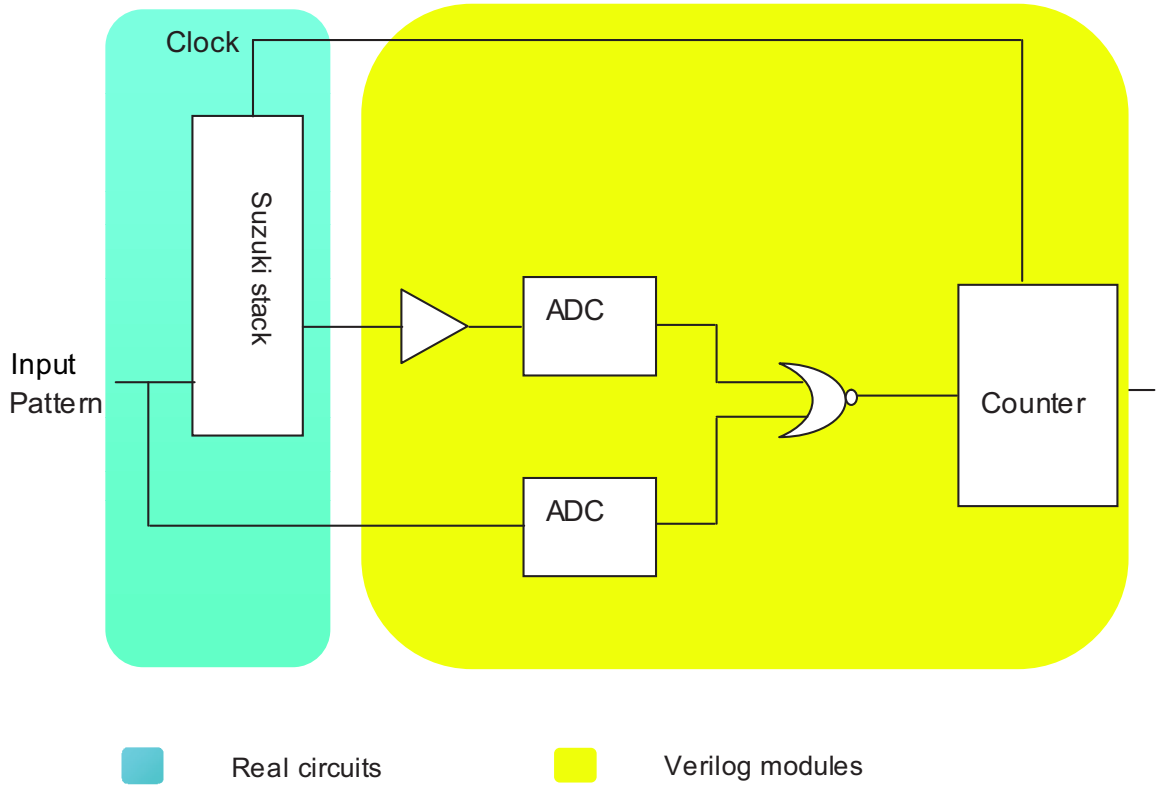 Clock
Suzuki stack
ADC
Input
Pattern
Counter
ADC
Real circuits
Verilog modules